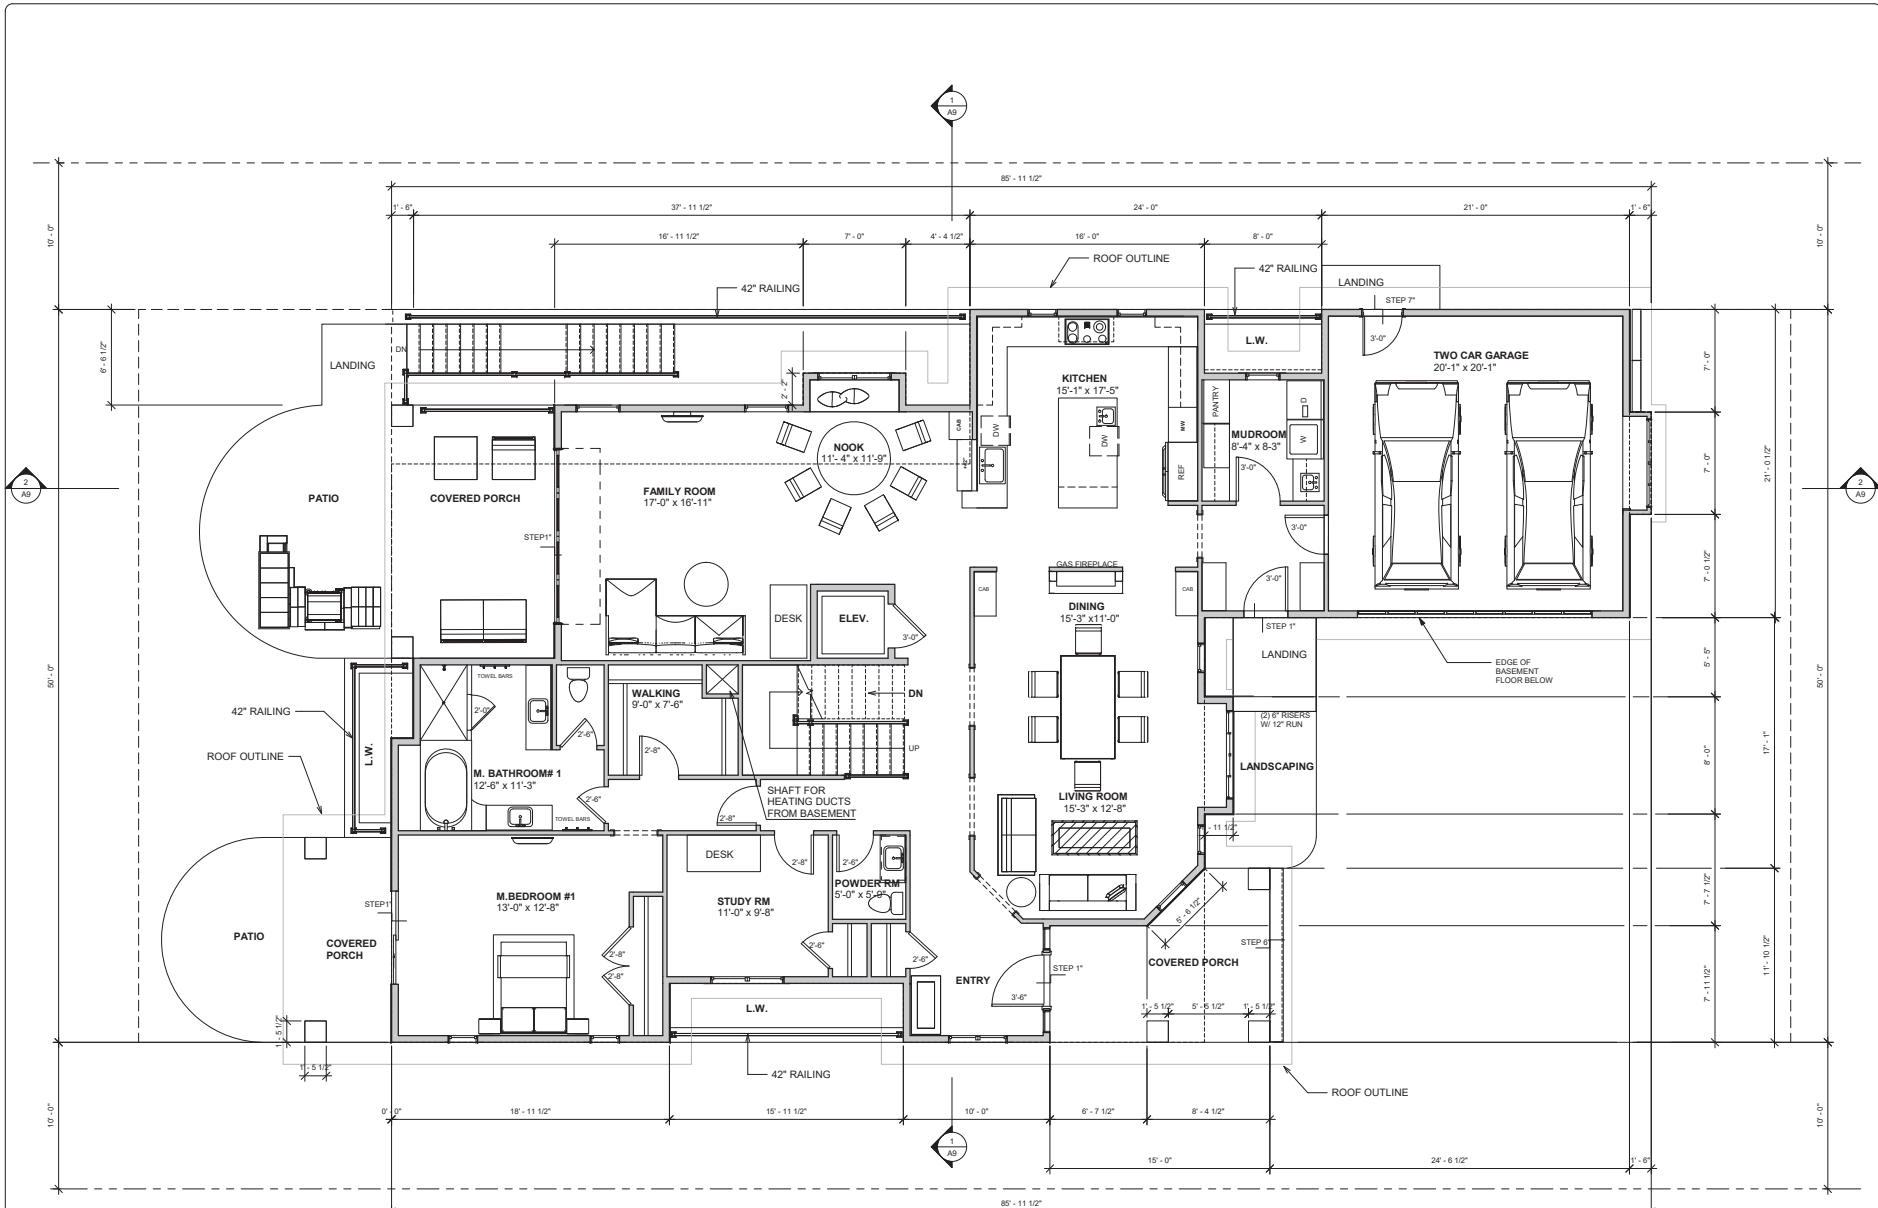 1
A9
85' - 11 1/2"
1' - 6"
37' - 11 1/2"
24' - 0"
21' - 0"
1' - 6"
10' - 0"
10' - 0"
16' - 11 1/2"
7' - 0"
4' - 4 1/2"
16' - 0"
8' - 0"
ROOF OUTLINE
42" RAILING
LANDING
42" RAILING
STEP 7"
DN
LANDING
6' - 6 1/2"
2' - 2"
L.W.
3'-0"
TWO CAR GARAGE
20'-1" x 20'-1"
7' - 0"
KITCHEN
15'-1" x 17'-5"
PANTRY
D
CAB
DW
DW
MW
MUDROOM
8'-4" x 8-3"
W
NOOK
11'- 4" x 11'-9"
3'-0"
REF
2
A9
PATIO
COVERED PORCH
FAMILY ROOM
17'-0" x 16'-11"
7' - 0"
21' - 0 1/2"
2
A9
STEP1"
3'-0"
GAS FIREPLACE
3'-0"
7' - 0 1/2"
CAB
CAB
DINING
15'-3" x11'-0"
DESK
ELEV.
3'-0"
STEP 1"
50' - 0"
LANDING
EDGE OF
BASEMENT
FLOOR BELOW
5' - 5"
50' - 0"
TOWEL BARS
WALKING
9'-0" x 7'-6"
DN
2'-0"
42" RAILING
2'-6"
2'-8"
UP
(2) 6" RISERS
W/ 12" RUN
17' - 1"
ROOF OUTLINE
L.W.
M. BATHROOM# 1
12'-6" x 11'-3"
LANDSCAPING
8' - 0"
2'-6"
SHAFT FOR
HEATING DUCTS
FROM BASEMENT
LIVING ROOM
15'-3" x 12'-8"
TOWEL BARS
2'-8"
- 11 1/2"
DESK
2'-8"
2'-6"
M.BEDROOM #1
13'-0" x 12'-8"
STEP1"
STUDY RM
11'-0" x 9'-8"
POWDER RM
5'-0" x 5'-9"
5' - 6 1/2"
7' - 7 1/2"
PATIO
COVERED
PORCH
2'-8"
2'-6"
2'-6"
STEP 6"
COVERED PORCH
2'-8"
ENTRY
STEP 1"
3'-6"
11' - 10 1/2"
7' - 11 1/2"
L.W.
1' - 5 1/2"
5' - 5 1/2"
1' - 5 1/2"
1' - 5 1/2"
1' - 5 1/2"
42" RAILING
ROOF OUTLINE
10' - 0"
0' - 0"
18' - 11 1/2"
15' - 11 1/2"
10' - 0"
6' - 7 1/2"
8' - 4 1/2"
10' - 0"
1
A9
15' - 0"
24' - 6 1/2"
1' - 6"
85' - 11 1/2"